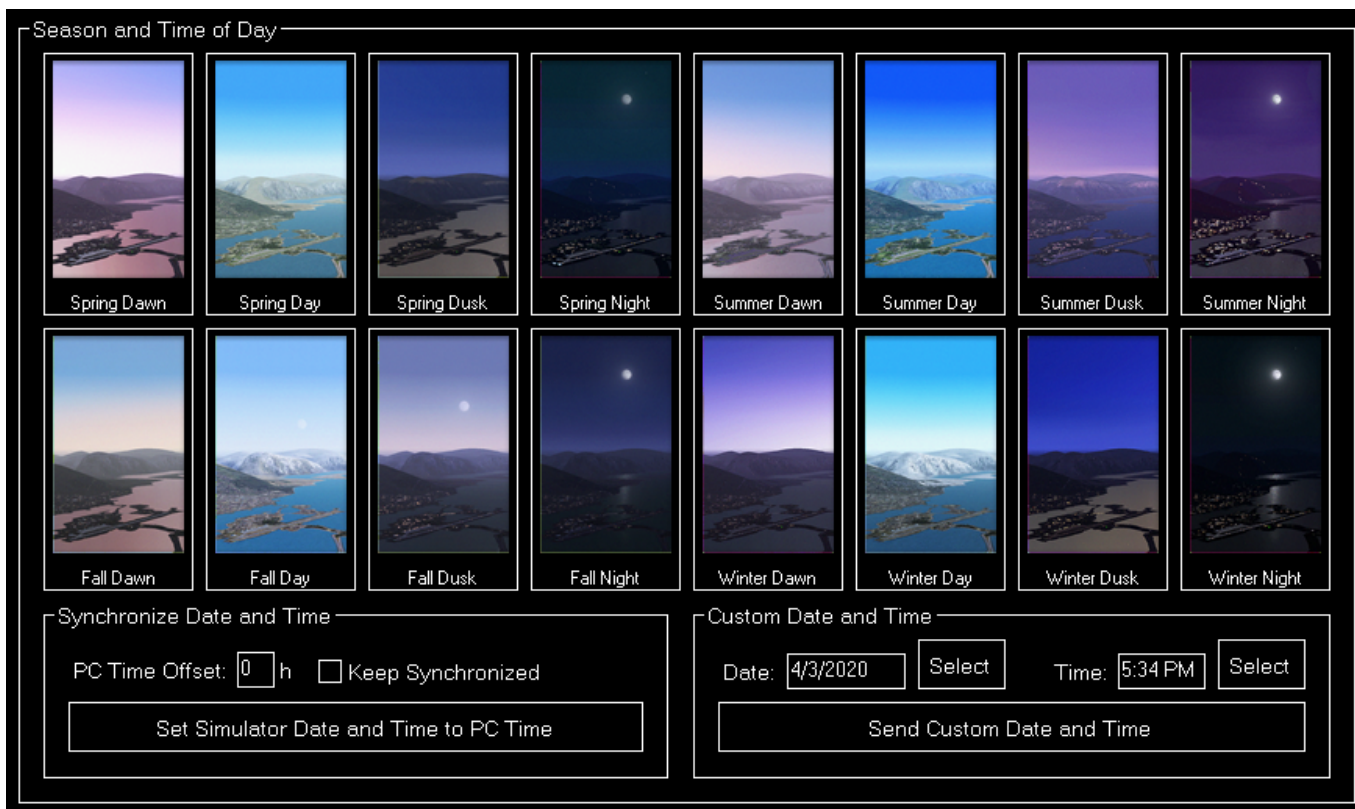 Season and Time of Day
Spring Dawn Spring Day Spring Dusk Spring Night Summer Dawn Summer Day Summer Dusk Summer Night
Fall Dawn Fall Day Fall Dusk Fall Night Winter Dawn Winter Day Winter Dusk Winter Night
Synchronize Date and Time
PC Time Offset: 0 h Keep Synchronized
Set Simulator Date and Time to PC Time
Custom Date and Time
Date: 4/3/2020 Select Time: 5:34 PM Select
Send Custom Date and Time